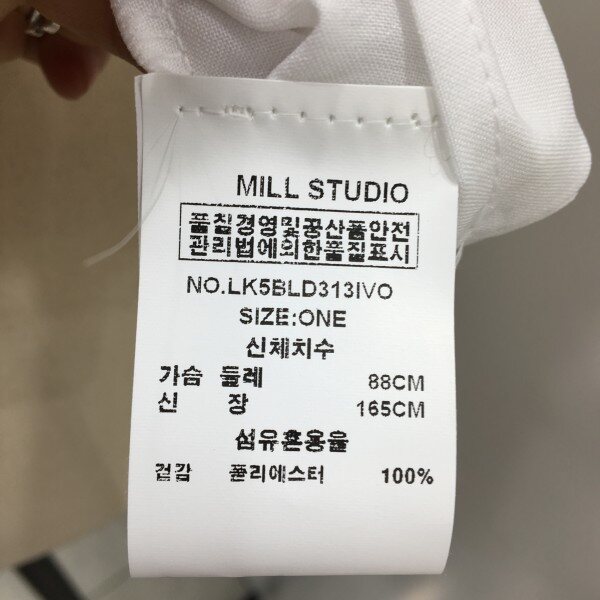 MILL STUDIO
품질경영및공산품안전
관리법에의한품질표시
NO.LK5BLD313IVO
SIZE:ONE
신체치수
가슴 둘레 88CM
신 장 165CM
섬유혼용율
겉감 폴리에스터 100%